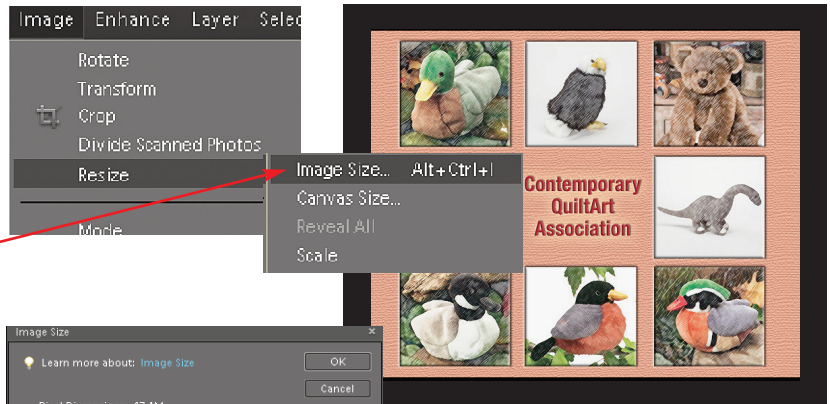 Image Enhance Layer Selec
Rotate
Transform
Crop
Divide Scanned Photos
Resize
Mode
Image Size... Alt+Ctrl+I
Canvas Size...
Reveal All
Scale
Contemporary
QuiltArt
Association
Image Size ×
Learn more about: Image Size
OK
Cancel